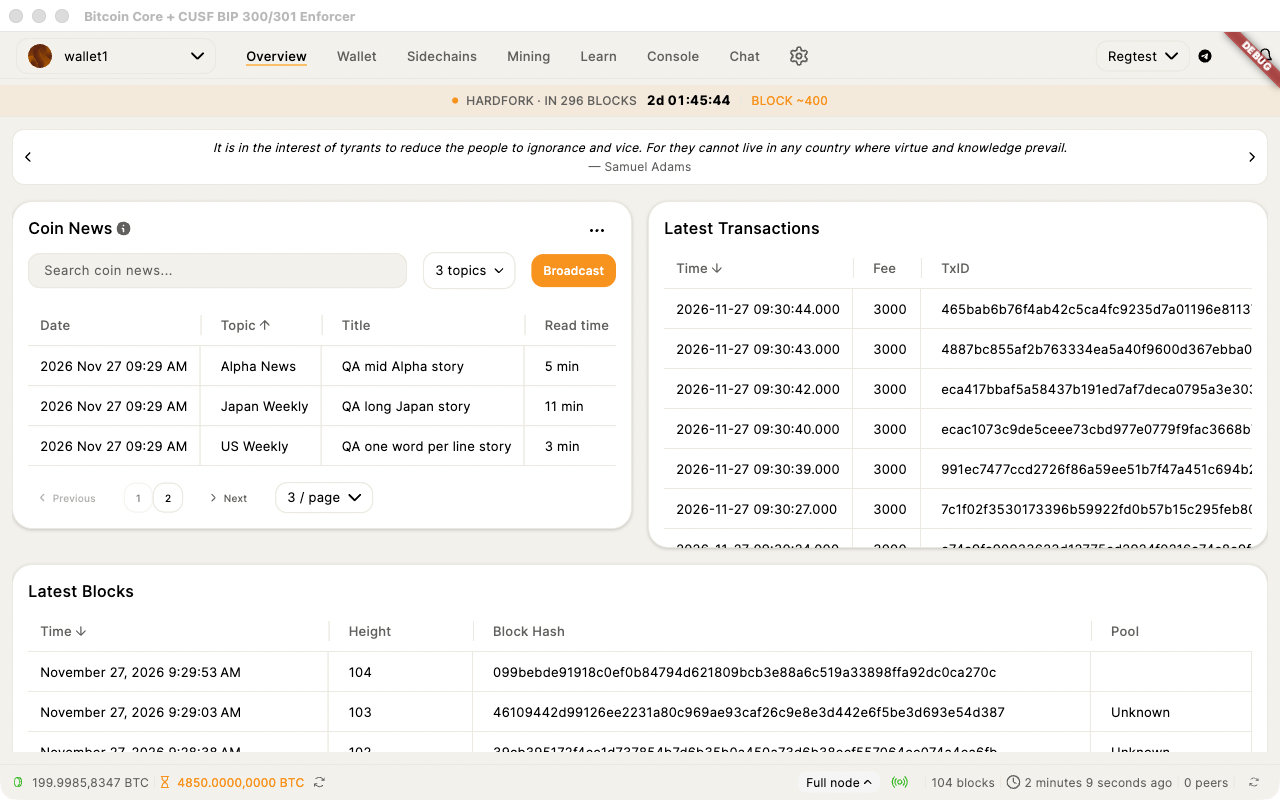 Bitcoin Core + CUSF BIP 300/301 Enforcer
wallet1
Overview
Wallet
Sidechains
Mining
Learn
Console
Chat
Regtest
DEBUG
HARDFORK · IN 296 BLOCKS 2d 01:45:44 BLOCK ~400
It is in the interest of tyrants to reduce the people to ignorance and vice. For they cannot live in any country where virtue and knowledge prevail.
— Samuel Adams
Coin News
Search coin news...
3 topics
Broadcast
Date Topic Title Read time
2026 Nov 27 09:29 AM Alpha News QA mid Alpha story 5 min
2026 Nov 27 09:29 AM Japan Weekly QA long Japan story 11 min
2026 Nov 27 09:29 AM US Weekly QA one word per line story 3 min
Previous 1 2 Next 3 / page
Latest Transactions
Time Fee TxID
2026-11-27 09:30:44.000 3000 465bab6b76f4ab42c5ca4fc9235d7a01196e8113
2026-11-27 09:30:43.000 3000 4887bc855af2b763334ea5a40f9600d367ebba0
2026-11-27 09:30:42.000 3000 eca417bbaf5a58437b191ed7af7deca0795a3e303
2026-11-27 09:30:40.000 3000 ecac1073c9de5ceee73cbd977e0779f9fac3668b
2026-11-27 09:30:39.000 3000 991ec7477ccd2726f86a59ee51b7f47a451c694b2
2026-11-27 09:30:27.000 3000 7c1f02f3530173396b59922fd0b57b15c295feb80
Latest Blocks
Time Height Block Hash Pool
November 27, 2026 9:29:53 AM 104 099bebde91918c0ef0b84794d621809bcb3e88a6c519a33898ffa92dc0ca270c
November 27, 2026 9:29:03 AM 103 46109442d99126ee2231a80c969ae93caf26c9e8e3d442e6f5be3d693e54d387 Unknown
199.9985,8347 BTC 4850.0000,0000 BTC
Full node 104 blocks 2 minutes 9 seconds ago 0 peers